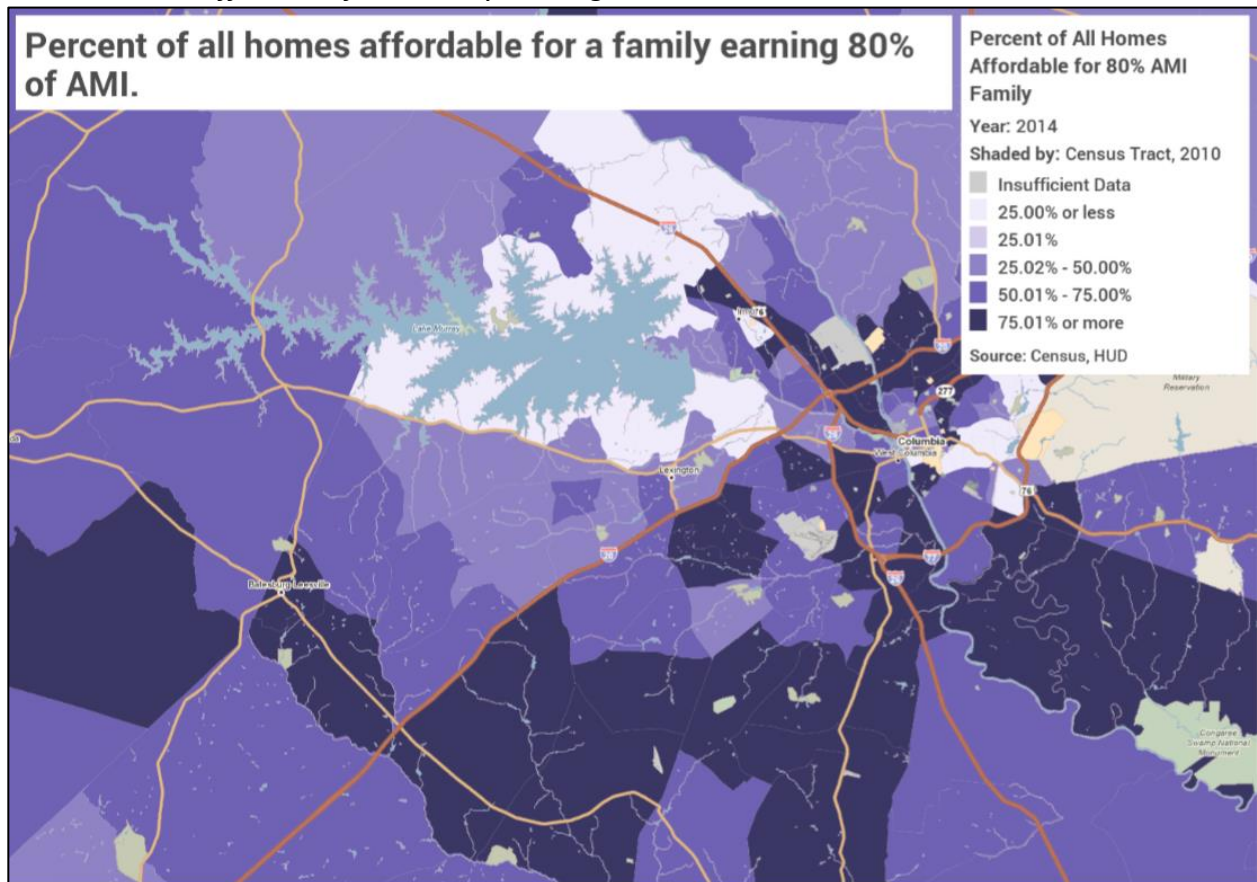 Percent of all homes affordable for a family earning 80%
of AMI.
Percent of All Homes
Affordable for 80% AMI
Family
Year: 2014
Shaded by: Census Tract, 2010
Insufficient Data
25.00% or less
25.01%
25.02% - 50.00%
50.01% - 75.00%
75.01% or more
Source: Census, HUD
26
Lake Murray
76
20
Military
Reservation
277
Columbia
West Columbia
26
Lexington
76
20
77
26
Batesburg-Leesville
Congaree
Swamp National
Monument